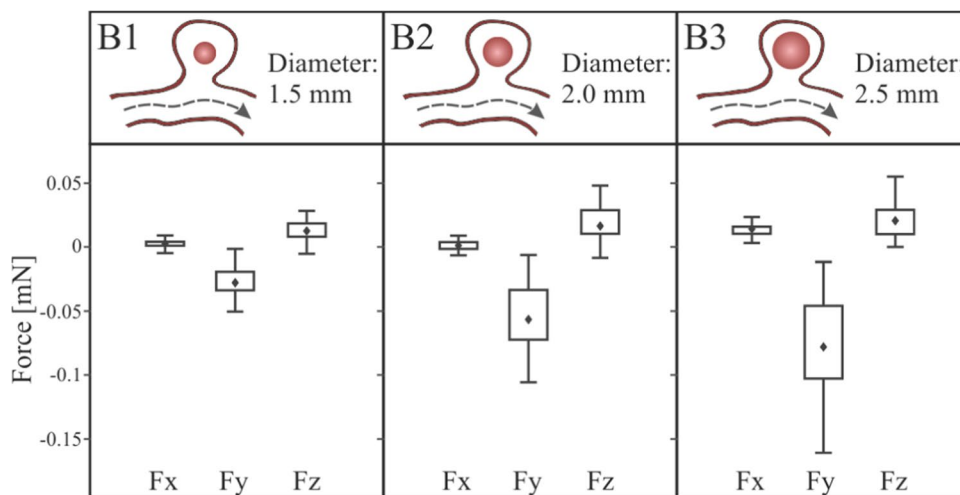 B1
Diameter:
1.5 mm
B2
Diameter:
2.0 mm
B3
Diameter:
2.5 mm
Force [mN]
0.05
0
-0.05
-0.1
-0.15
Fx Fy Fz
Fx Fy Fz
Fx Fy Fz